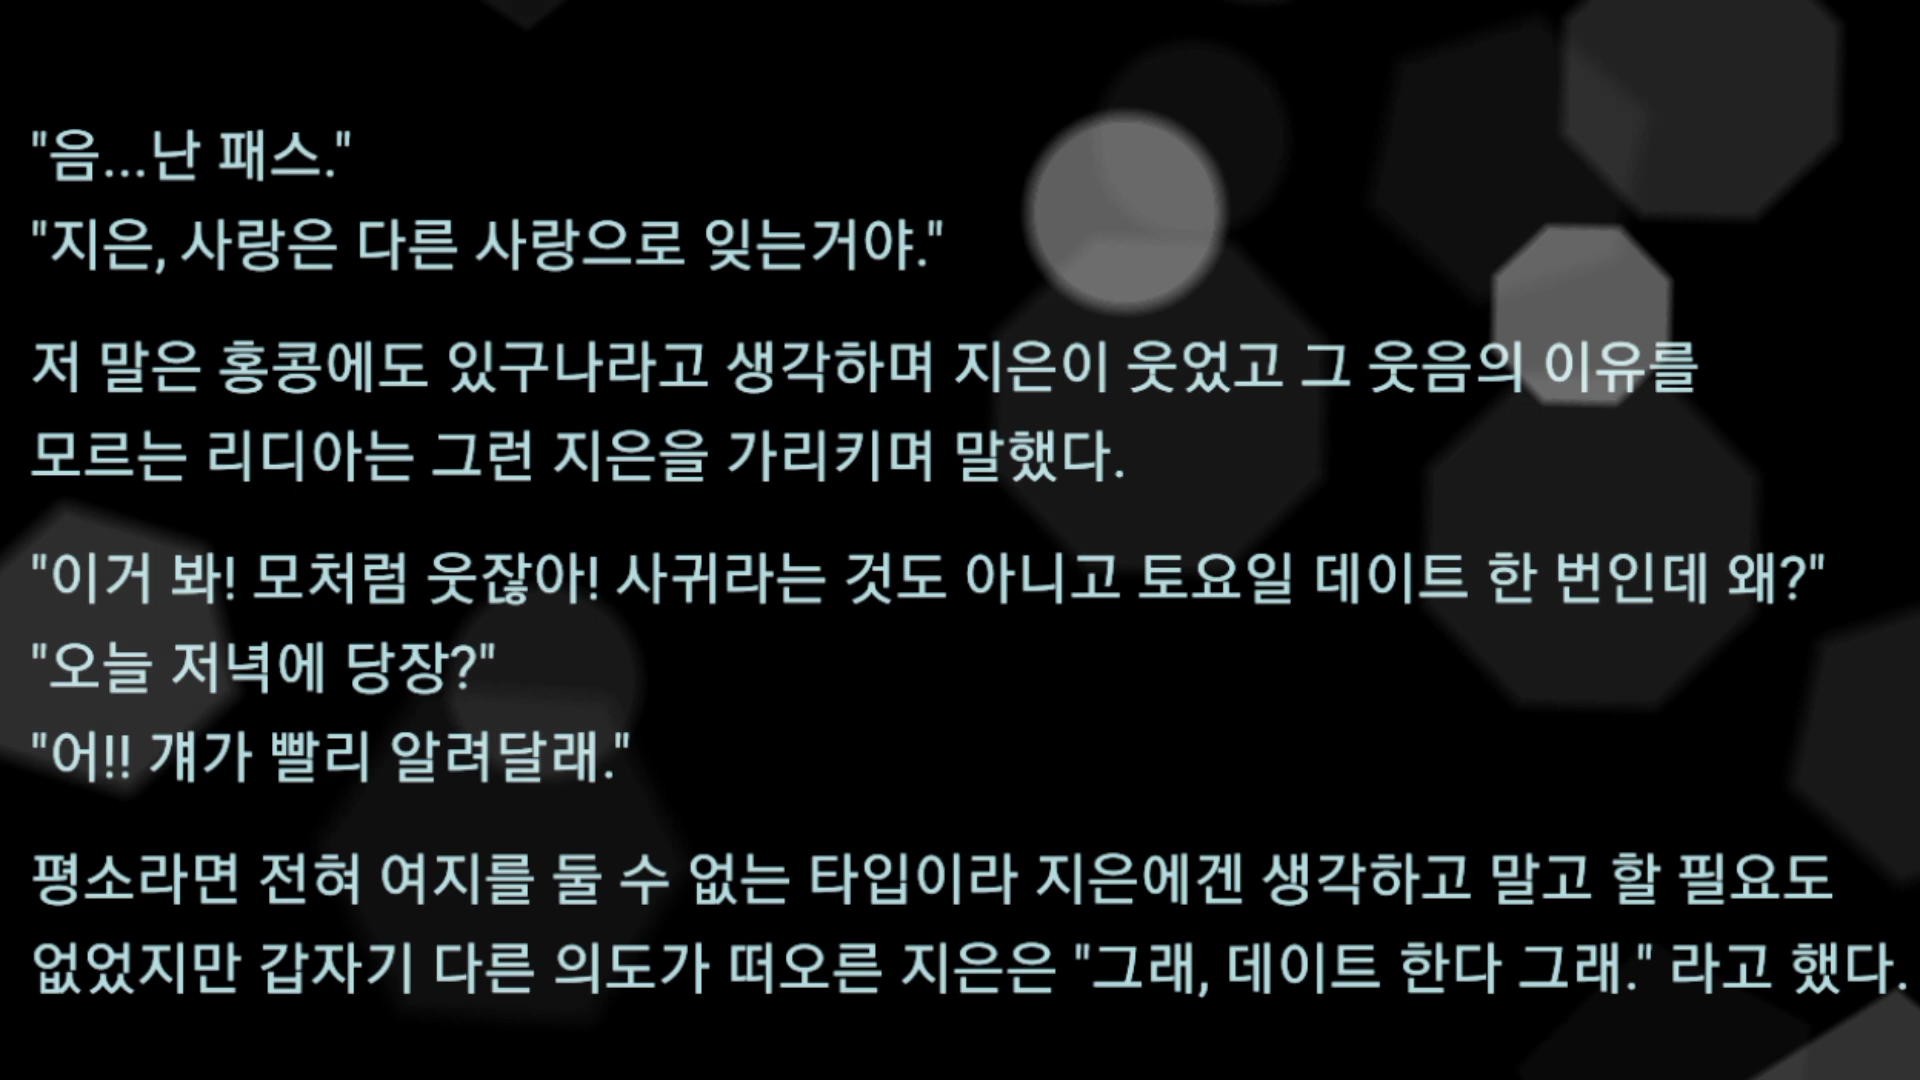 "음...난 패스."
"지은, 사랑은 다른 사랑으로 잊는거야."
저 말은 홍콩에도 있구나라고 생각하며 지은이 웃었고 그 웃음의 이유를
모르는 리디아는 그런 지은을 가리키며 말했다.
"이거 봐! 모처럼 웃잖아! 사귀라는 것도 아니고 토요일 데이트 한 번인데 왜?"
"오늘 저녁에 당장?"
"어!! 걔가 빨리 알려달래."
평소라면 전혀 여지를 둘 수 없는 타입이라 지은에겐 생각하고 말고 할 필요도
없었지만 갑자기 다른 의도가 떠오른 지은은 "그래, 데이트 한다 그래." 라고 했다.